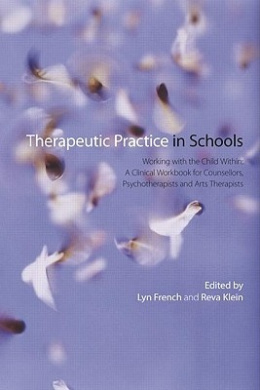 Therapeutic Practice in Schools
Working with the Child Within:
A Clinical Workbook for Counsellors,
Psychotherapists and Arts Therapists
Edited by
Lyn French and Reva Klein